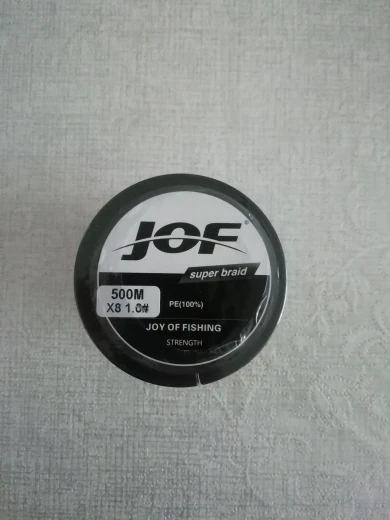 JOF®
super braid
500M
X8 1.0#
PE(100%)
JOY OF FISHING
STRENGTH